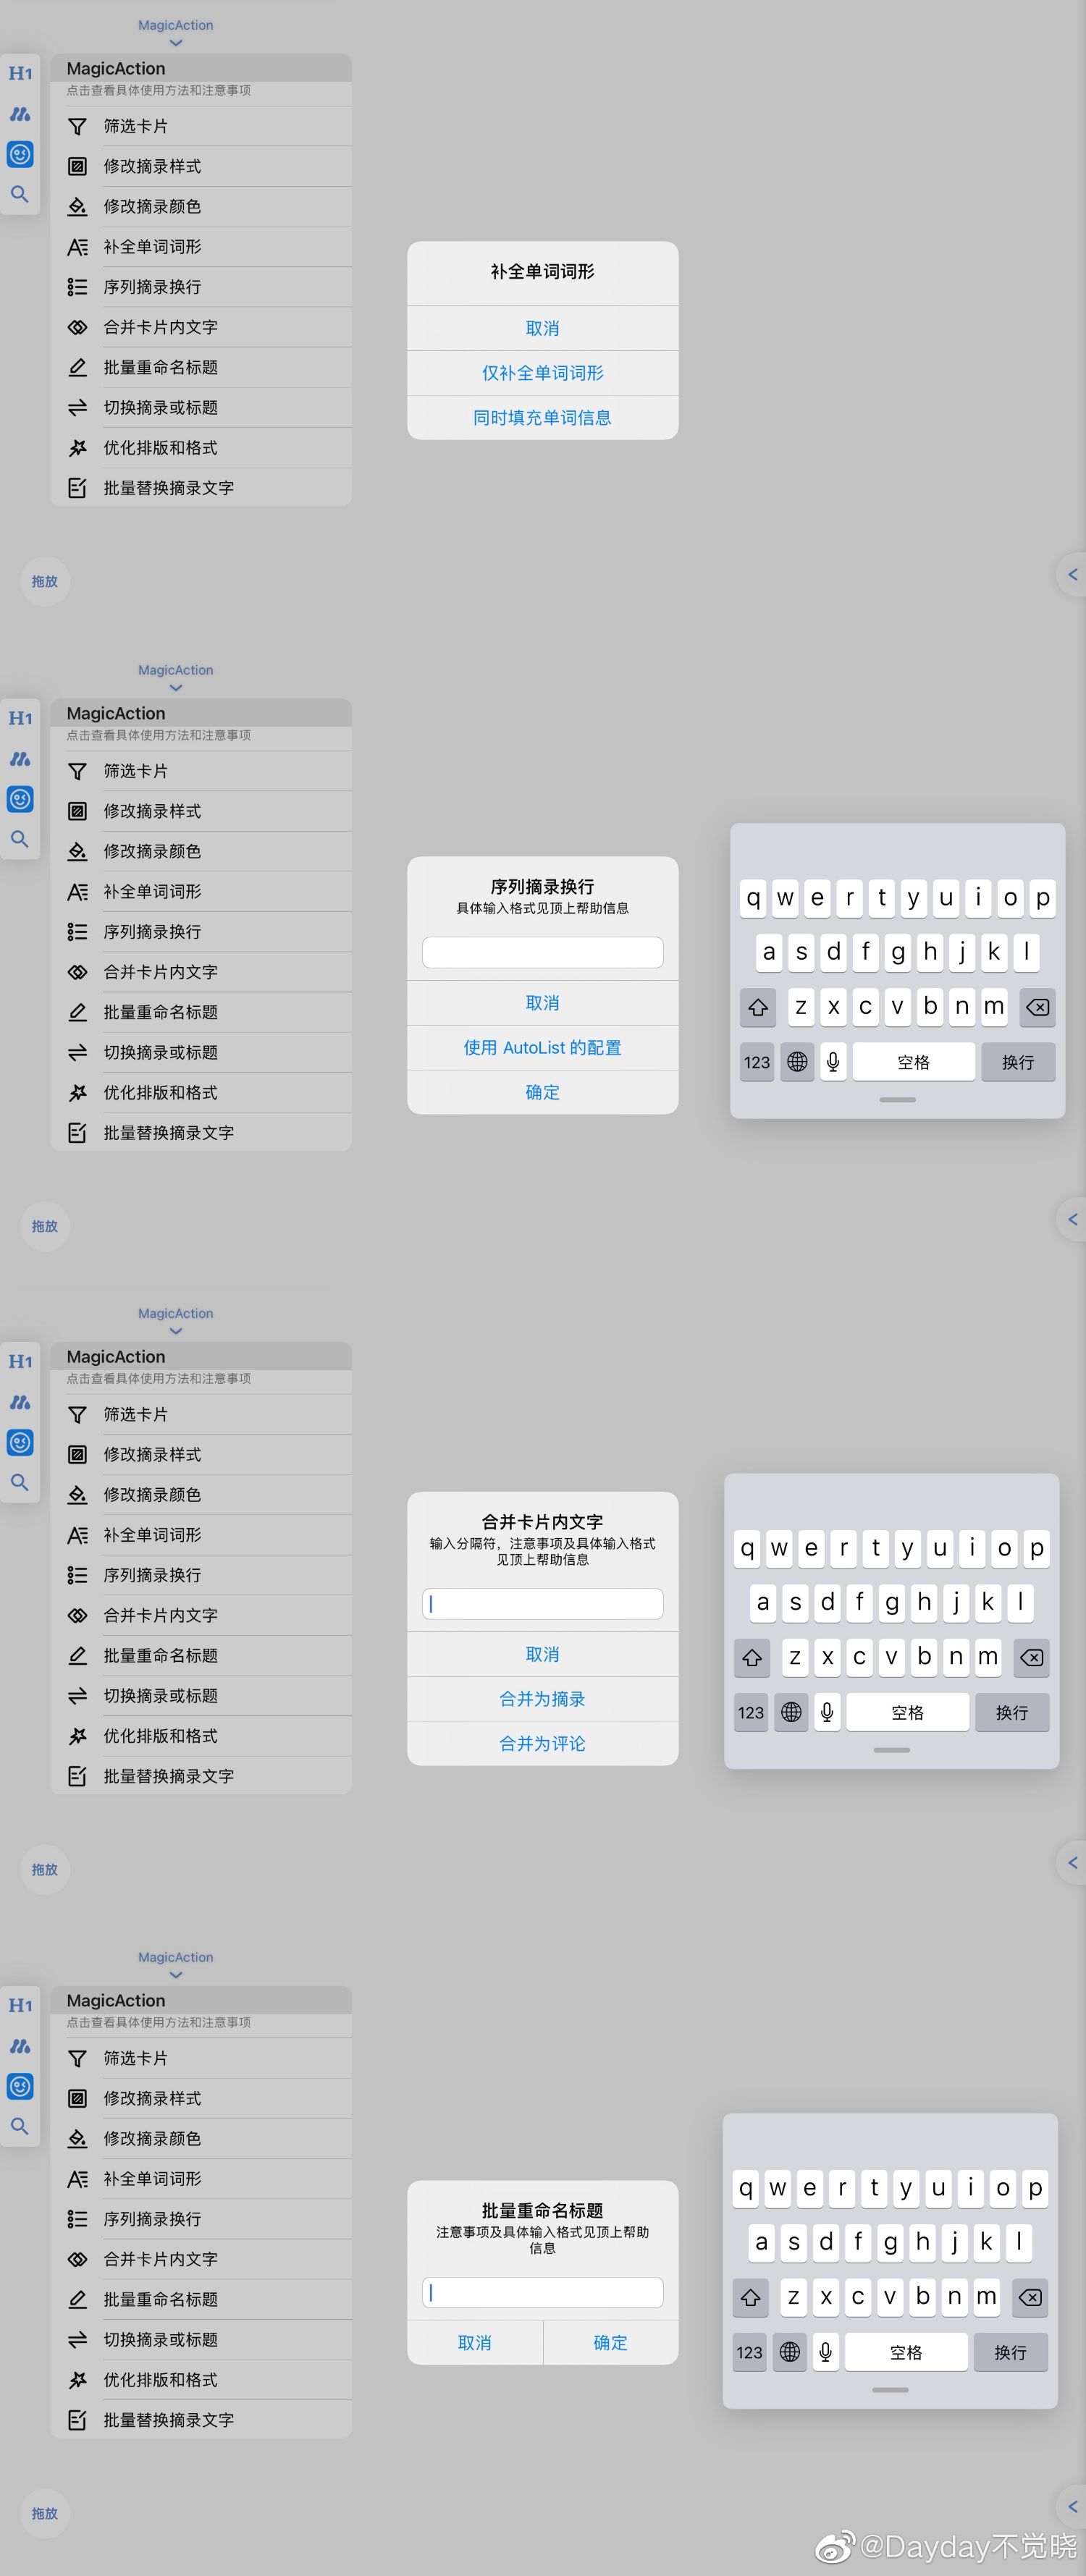 MagicAction
H1
MagicAction
点击查看具体使用方法和注意事项
筛选卡片
修改摘录样式
修改摘录颜色
补全单词词形
序列摘录换行
合并卡片内文字
批量重命名标题
切换摘录或标题
优化排版和格式
批量替换摘录文字
补全单词词形
取消
仅补全单词词形
同时填充单词信息
拖放
MagicAction
H1
MagicAction
点击查看具体使用方法和注意事项
筛选卡片
修改摘录样式
修改摘录颜色
补全单词词形
序列摘录换行
合并卡片内文字
批量重命名标题
切换摘录或标题
优化排版和格式
批量替换摘录文字
序列摘录换行
具体输入格式见顶上帮助信息
取消
使用 AutoList 的配置
确定
q w e r t y u i o p
a s d f g h j k l
z x c v b n m
123 空格 换行
拖放
MagicAction
H1
MagicAction
点击查看具体使用方法和注意事项
筛选卡片
修改摘录样式
修改摘录颜色
补全单词词形
序列摘录换行
合并卡片内文字
批量重命名标题
切换摘录或标题
优化排版和格式
批量替换摘录文字
合并卡片内文字
输入分隔符，注意事项及具体输入格式
见顶上帮助信息
取消
合并为摘录
合并为评论
q w e r t y u i o p
a s d f g h j k l
z x c v b n m
123 空格 换行
拖放
MagicAction
H1
MagicAction
点击查看具体使用方法和注意事项
筛选卡片
修改摘录样式
修改摘录颜色
补全单词词形
序列摘录换行
合并卡片内文字
批量重命名标题
切换摘录或标题
优化排版和格式
批量替换摘录文字
批量重命名标题
注意事项及具体输入格式见顶上帮助
信息
取消 确定
q w e r t y u i o p
a s d f g h j k l
z x c v b n m
123 空格 换行
拖放
@Dayday不觉晓